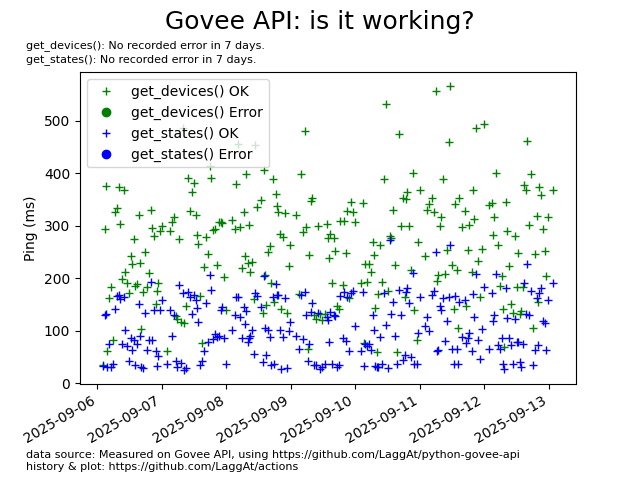 Govee API: is it working?
get_devices(): No recorded error in 7 days.
get_states(): No recorded error in 7 days.
get_devices() OK
get_devices() Error
get_states() OK
get_states() Error
Ping (ms)
500
400
300
200
100
0
2025-09-06
2025-09-07
2025-09-08
2025-09-09
2025-09-10
2025-09-11
2025-09-12
2025-09-13
data source: Measured on Govee API, using https://github.com/LaggAt/python-govee-api
history & plot: https://github.com/LaggAt/actions